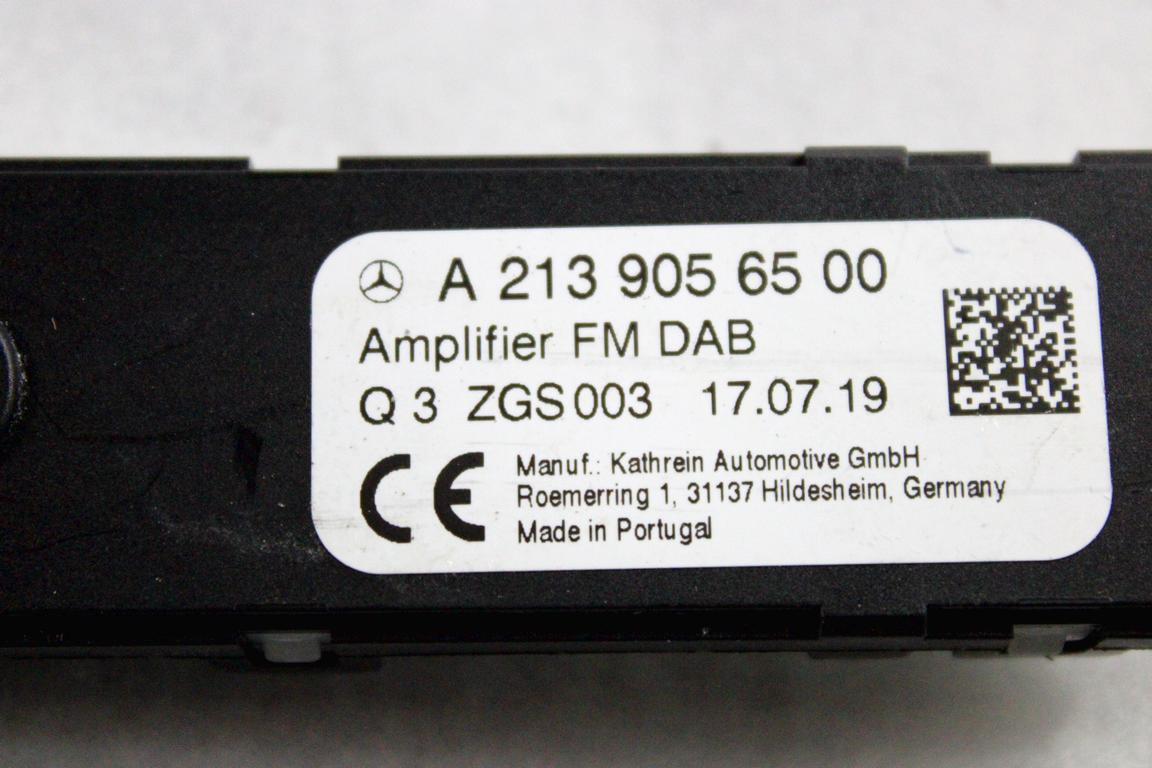 A 213 905 65 00
Amplifier FM DAB
Q 3 ZGS003 17.07.19
CE
Manuf.: Kathrein Automotive GmbH
Roemerring 1, 31137 Hildesheim, Germany
Made in Portugal